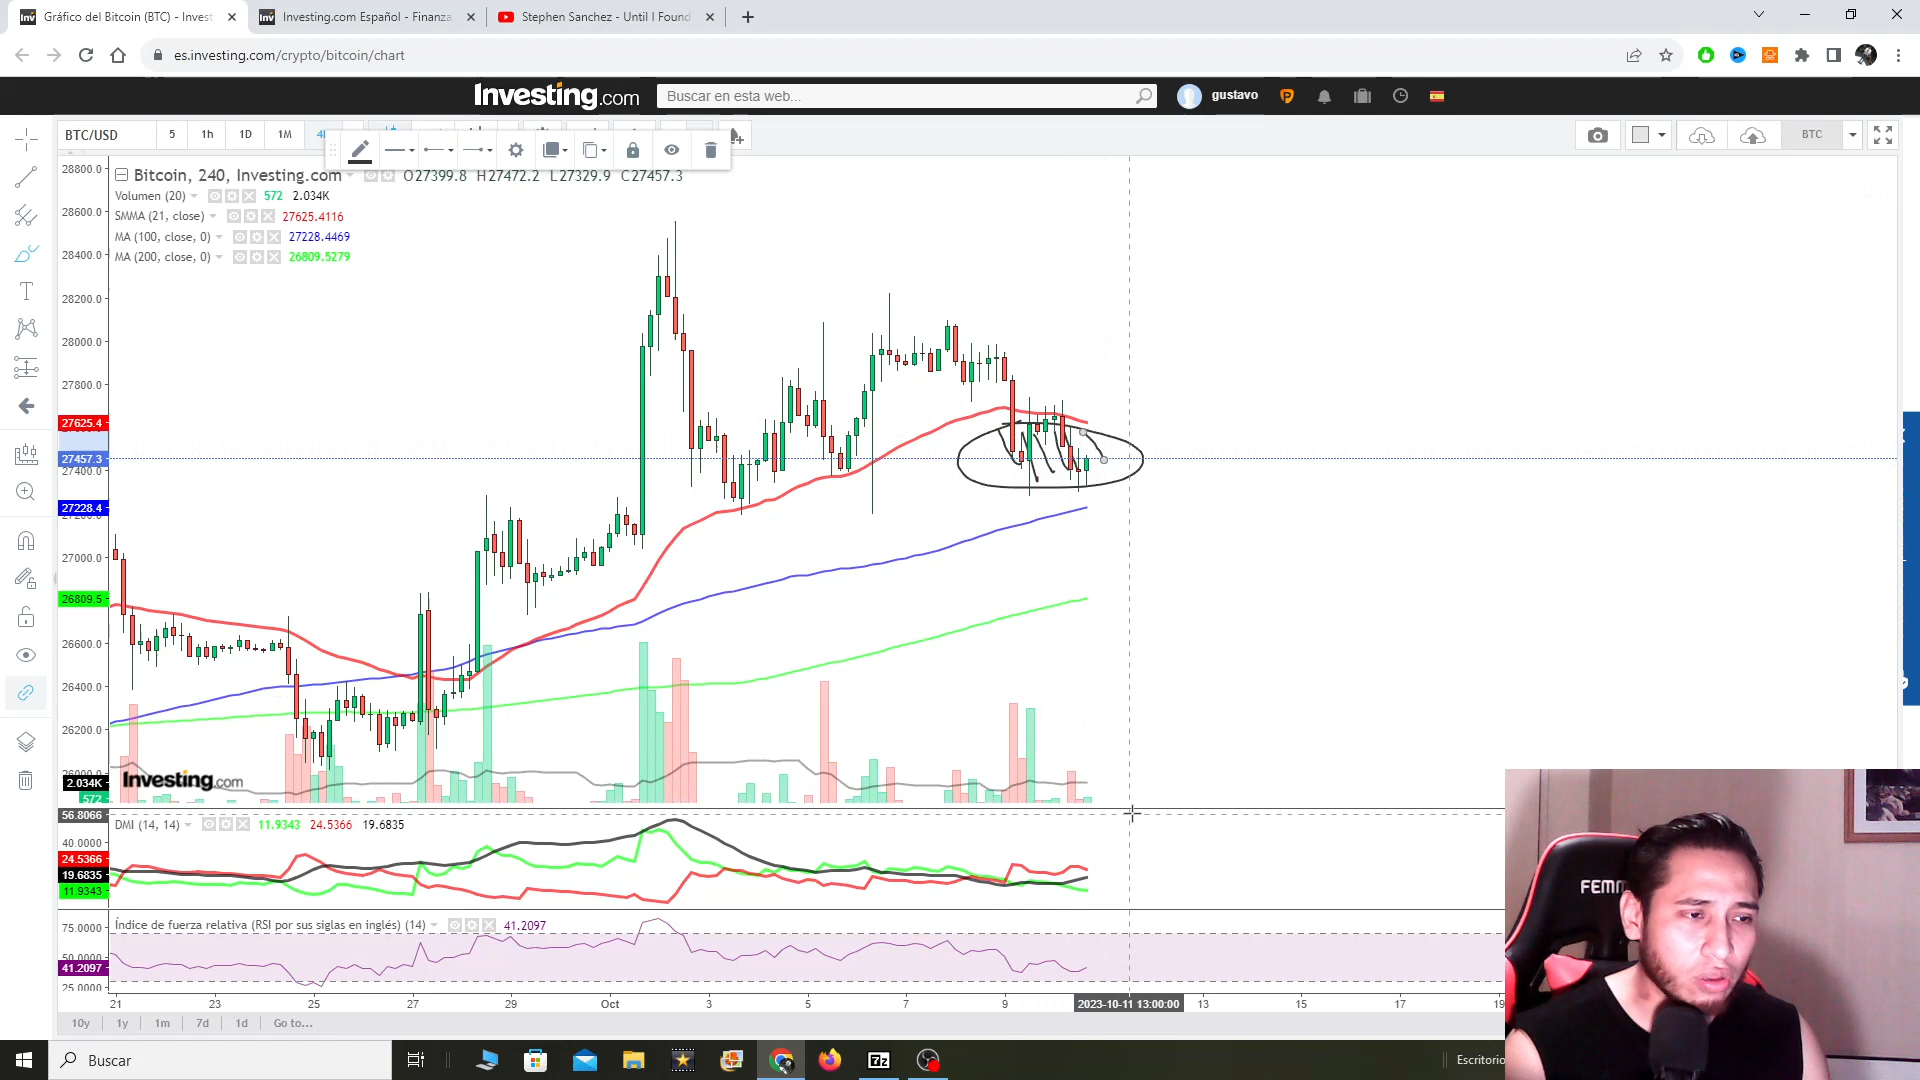 Gráfico del Bitcoin (BTC) - Invest
Investing.com Español - Finanza
Stephen Sanchez - Until I Found
es.investing.com/crypto/bitcoin/chart
Investing.com
Buscar en esta web...
gustavo
BTC/USD
5
1h
1D
1M
BTC
Bitcoin, 240, Investing.com
O27399.8 H27472.2 L27329.9 C27457.3
Volumen (20) 572 2.034K
SMMA (21, close) 27625.4116
MA (100, close, 0) 27228.4469
MA (200, close, 0) 26809.5279
28800.0
28600.0
28400.0
28200.0
28000.0
27800.0
27625.4
27457.3
27400.0
27228.4
27000.0
26809.5
26600.0
26400.0
26200.0
2.034K
572
Investing.com
56.8066
DMI (14, 14) 11.9343 24.5366 19.6835
40.0000
24.5366
19.6835
11.9343
Índice de fuerza relativa (RSI por sus siglas en inglés) (14) 41.2097
75.0000
50.0000
41.2097
25.0000
21 23 25 27 29 Oct 3 5 7 9 2023-10-11 13:00:00 13 15 17 19
10y 1y 1m 7d 1d Go to...
FEMM
Buscar
Escritorio